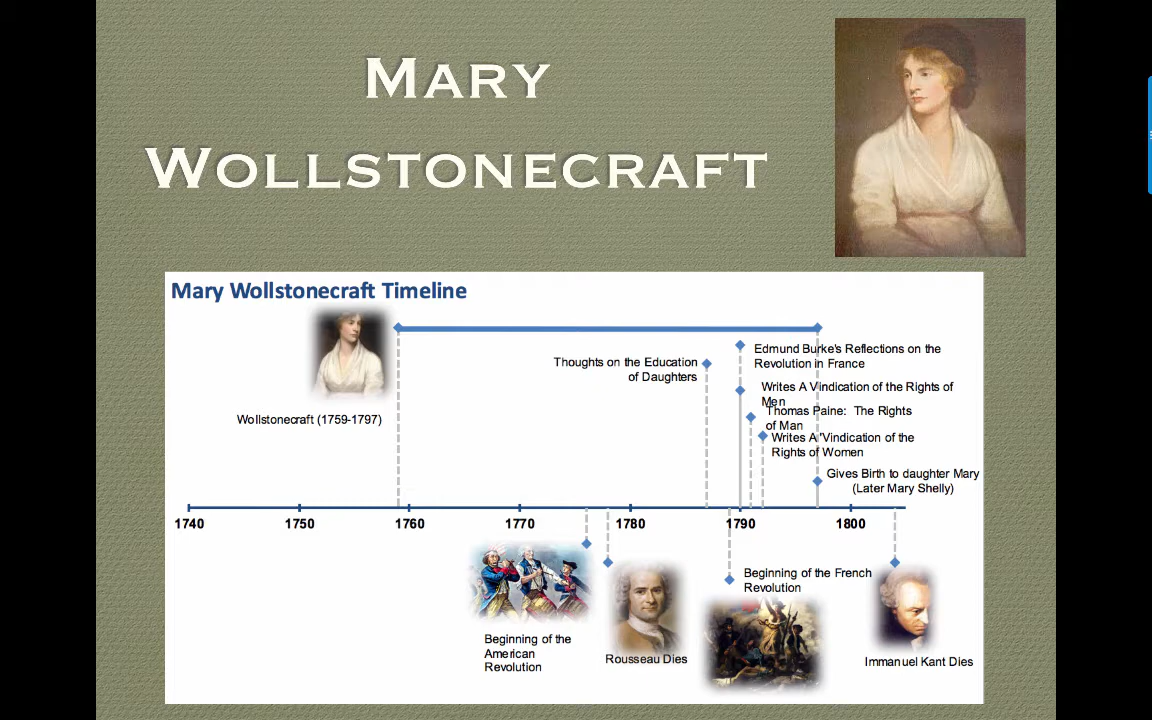 MARY
WOLLSTONECRAFT
Mary Wollstonecraft Timeline
Edmund Burke's Reflections on the
Revolution in France
Thoughts on the Education
of Daughters
Writes A Vindication of the Rights of
Men
Thomas Paine: The Rights
of Man
Wollstonecraft (1759-1797)
Writes A 'Vindication of the
Rights of Women
Gives Birth to daughter Mary
(Later Mary Shelly)
1740
1750
1760
1770
1780
1790
1800
Beginning of the French
Revolution
Beginning of the
American
Revolution
Rousseau Dies
Immanuel Kant Dies